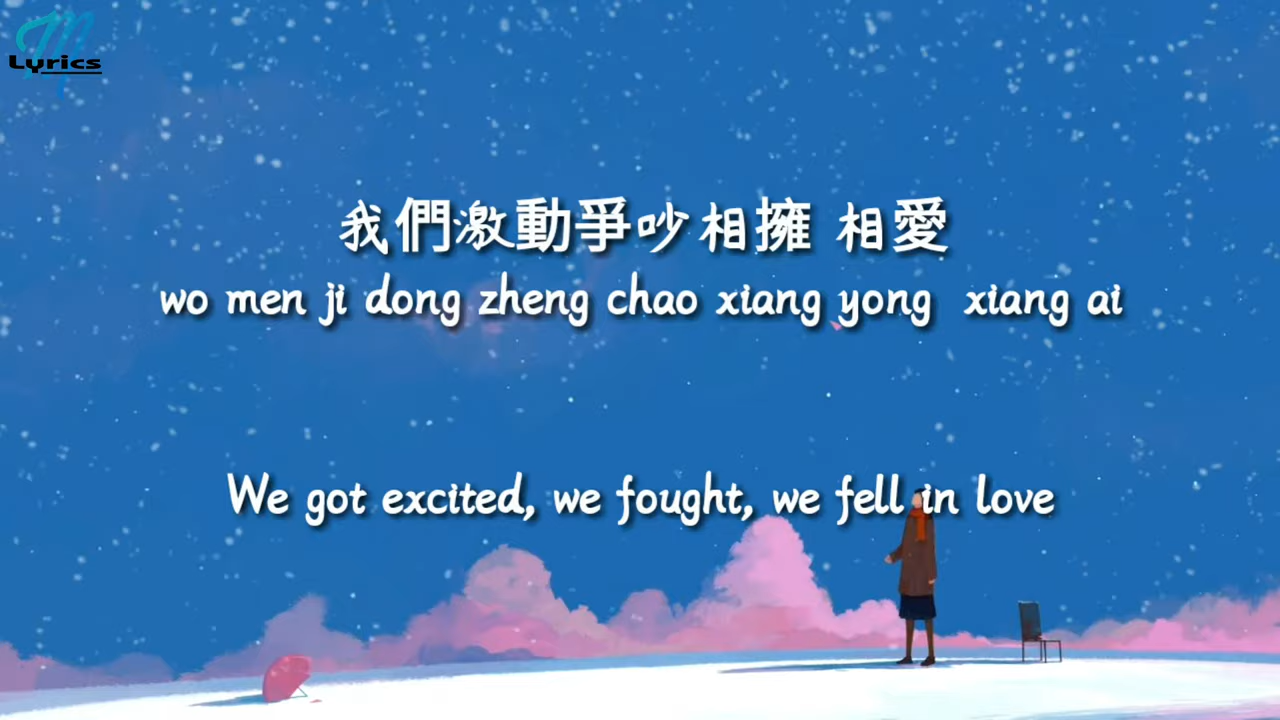 M
Lyrics
我們激動爭吵相擁 相愛
wo men ji dong zheng chao xiang yong xiang ai
We got excited, we fought, we fell in love